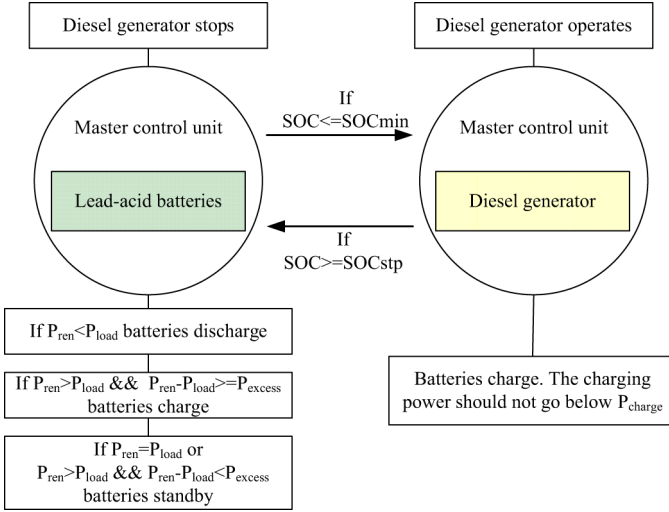 Diesel generator stops
Diesel generator operates
Master control unit
Lead-acid batteries
If
SOC<=SOCmin
If
SOC>=SOCstp
Master control unit
Diesel generator
If Pren<Pload batteries discharge
If Pren>Pload && Pren-Pload>=Pexcess
batteries charge
If Pren=Pload or
Pren>Pload && Pren-Pload<Pexcess
batteries standby
Batteries charge. The charging
power should not go below Pcharge